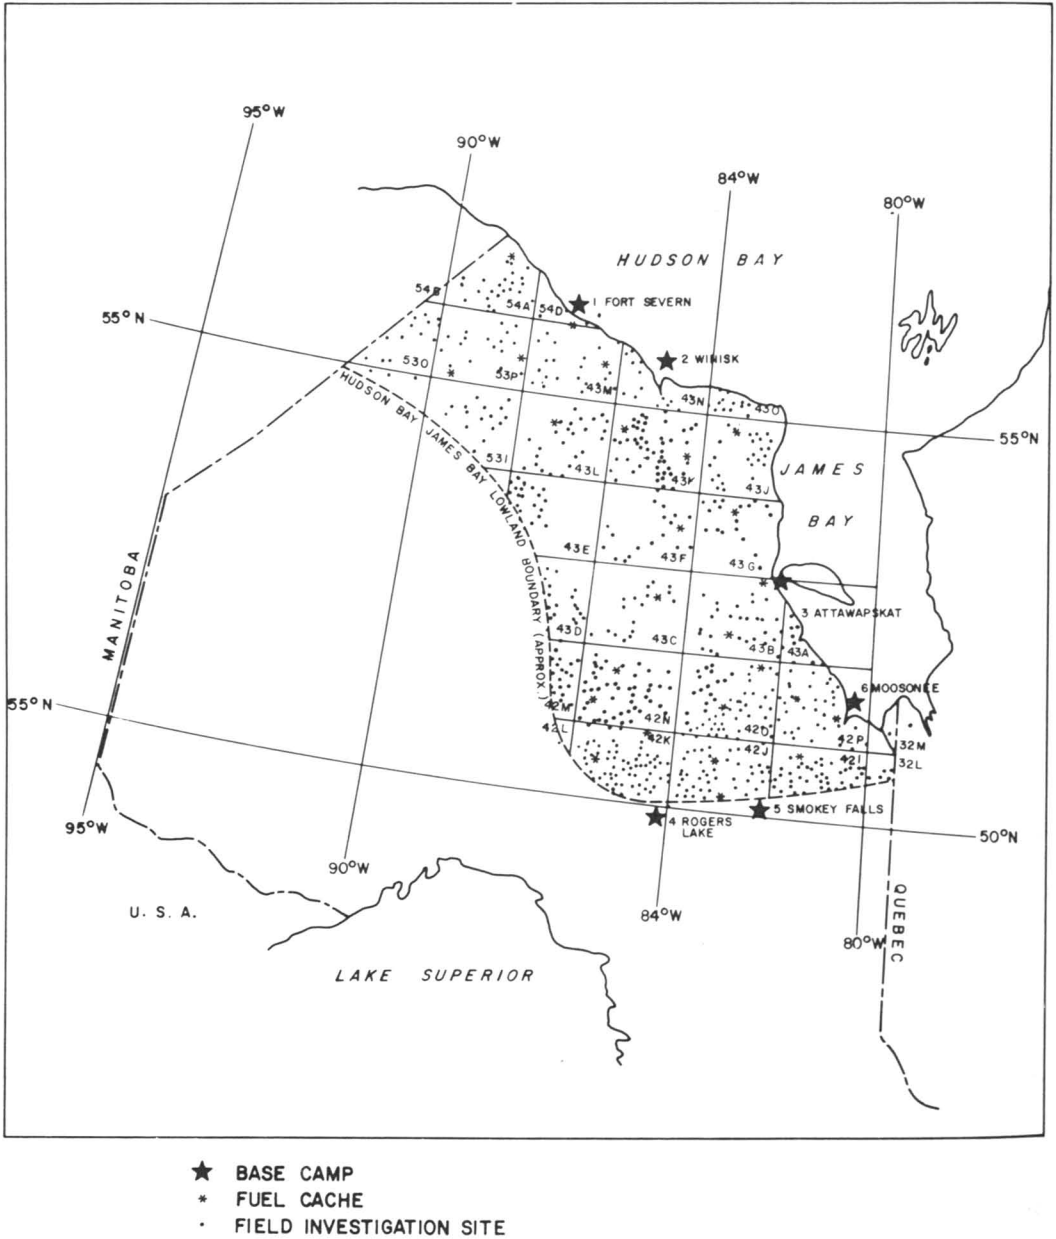 95°W
90°W
84°W
80°W
HUDSON BAY
54B
54A
54D
1 FORT SEVERN
55°N
2 WINISK
53O
53P
43M
43N
43O
55°N
HUDSON BAY JAMES BAY LOWLAND BOUNDARY (APPROX.)
53I
43L
43K
43J
JAMES
BAY
MANITOBA
43E
43F
43G
3 ATTAWAPSKAT
43D
43C
43B
43A
6 MOOSONEE
55°N
42M
42N
42O
42P
32M
42L
42K
42J
42I
32L
5 SMOKEY FALLS
4 ROGERS
LAKE
50°N
95°W
90°W
84°W
80°W
QUEBEC
U. S. A.
LAKE SUPERIOR
BASE CAMP
FUEL CACHE
FIELD INVESTIGATION SITE